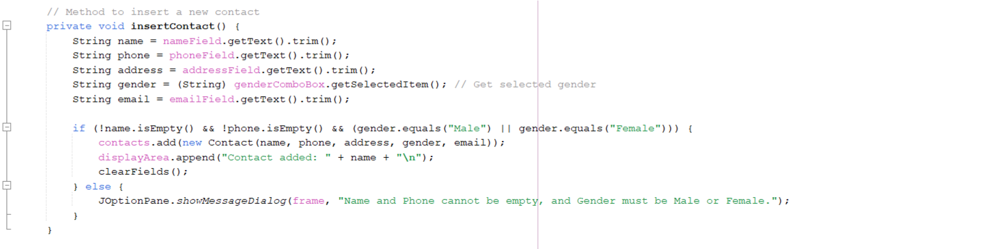 // Method to insert a new contact
private void insertContact() {
String name = nameField.getText().trim();
String phone = phoneField.getText().trim();
String address = addressField.getText().trim();
String gender = (String) genderComboBox.getSelectedItem(); // Get selected gender
String email = emailField.getText().trim();
if (!name.isEmpty() && !phone.isEmpty() && (gender.equals("Male") || gender.equals("Female"))) {
contacts.add(new Contact(name, phone, address, gender, email));
displayArea.append("Contact added: " + name + "\n");
clearFields();
} else {
JOptionPane.showMessageDialog(frame, "Name and Phone cannot be empty, and Gender must be Male or Female.");
}
}